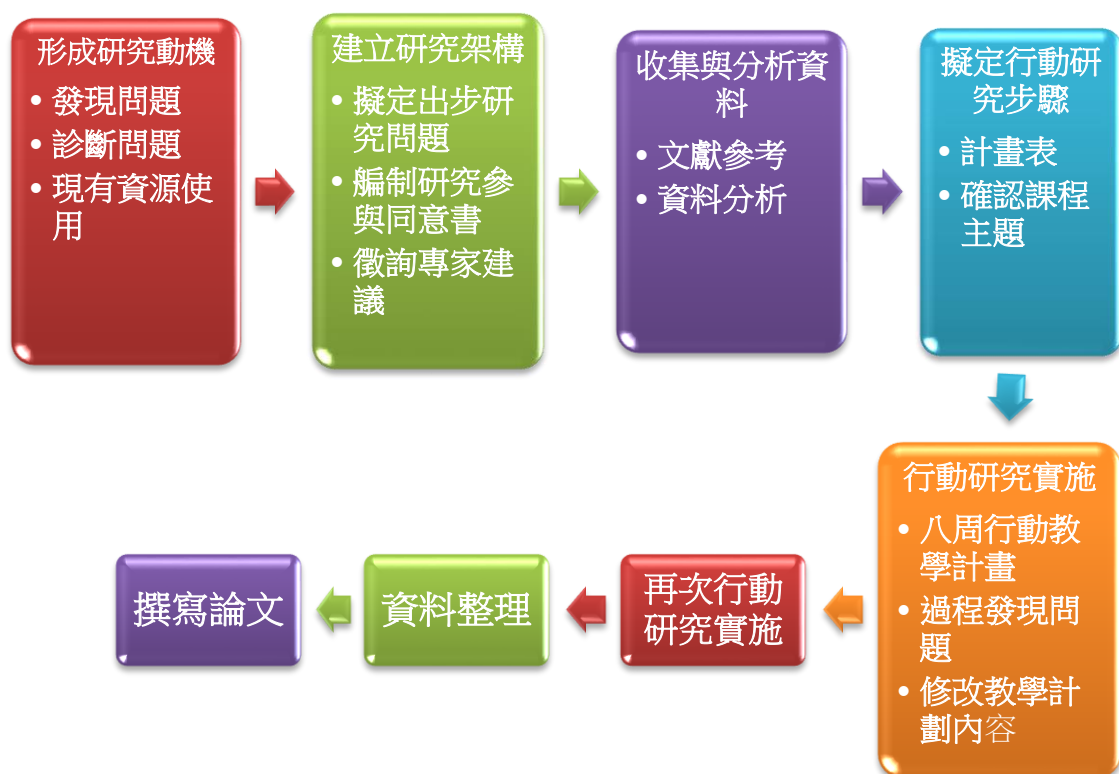 形成研究動機
• 發現問題
• 診斷問題
• 現有資源使
用
建立研究架構
• 擬定出步研
究問題
• 編制研究參
與同意書
• 徵詢專家建
議
收集與分析資
料
• 文獻參考
• 資料分析
擬定行動研
究步驟
• 計畫表
• 確認課程
主題
行動研究實施
• 八周行動教
學計畫
• 過程發現問
題
• 修改教學計
劃內容
再次行動
研究實施
資料整理
撰寫論文